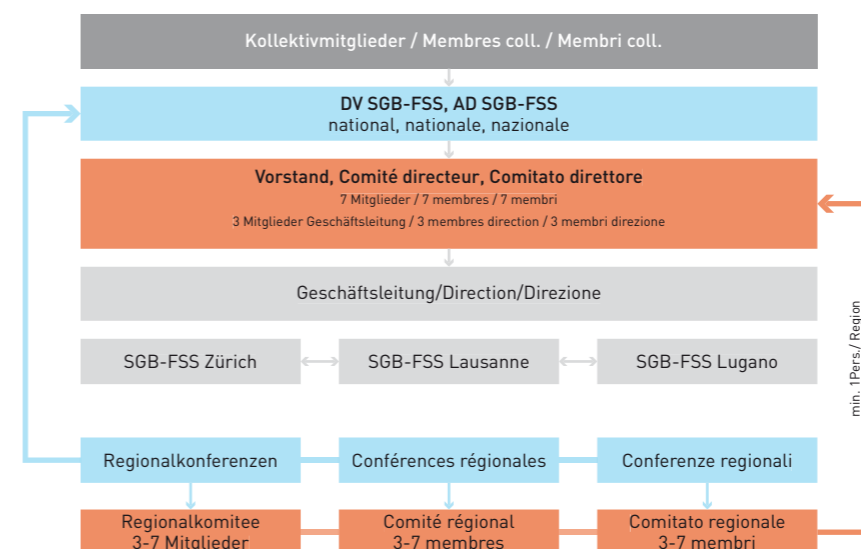 Kollektivmitglieder / Membres coll. / Membri coll.
DV SGB-FSS, AD SGB-FSS
national, nationale, nazionale
Vorstand, Comité directeur, Comitato direttore
7 Mitglieder / 7 membres / 7 membri
3 Mitglieder Geschäftsleitung / 3 membres direction / 3 membri direzione
Geschäftsleitung/Direction/Direzione
SGB-FSS Zürich
SGB-FSS Lausanne
SGB-FSS Lugano
min. 1Pers./ Region
Regionalkonferenzen
Conférences régionales
Conferenze regionali
Regionalkomitee
3-7 Mitglieder
Comité régional
3-7 membres
Comitato regionale
3-7 membri